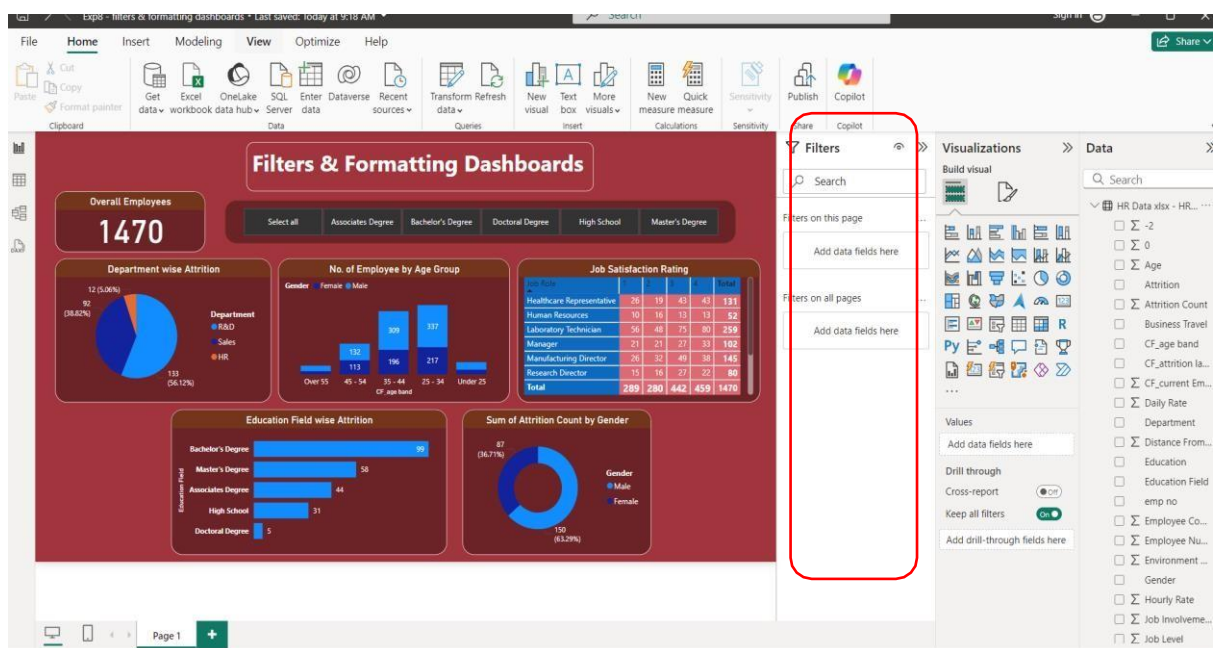 Exp8 - filters & formatting dashboards • Last saved: Today at 9:18 AM
Search
Sign in
File Home Insert Modeling View Optimize Help
Share
Paste
Cut
Copy
Format painter
Clipboard
Get data
Excel workbook
OneLake data hub
SQL Server
Enter data
Dataverse
Recent sources
Data
Transform data
Refresh
Queries
New visual
Text box
More visuals
Insert
New measure
Quick measure
Calculations
Sensitivity
Sensitivity
Publish
Share
Copilot
Copilot
Filters & Formatting Dashboards
Overall Employees
1470
Select all Associates Degree Bachelor's Degree Doctoral Degree High School Master's Degree
Department wise Attrition
12 (5.06%)
92
(38.82%)
133
(56.12%)
Department
R&D
Sales
HR
No. of Employee by Age Group
Gender Female Male
309 337
132
113 196 217
Over 55 45 - 54 35 - 44 25 - 34 Under 25
CF_age band
Job Satisfaction Rating
Job Role 1 2 3 4 Total
Healthcare Representative 26 19 43 43 131
Human Resources 10 16 13 13 52
Laboratory Technician 56 48 75 80 259
Manager 21 21 27 33 102
Manufacturing Director 26 32 49 38 145
Research Director 15 16 27 22 80
Total 289 280 442 459 1470
Education Field wise Attrition
Education Field
Bachelor's Degree 99
Master's Degree 58
Associates Degree 44
High School 31
Doctoral Degree 5
Sum of Attrition Count by Gender
87
(36.71%)
150
(63.29%)
Gender
Male
Female
Page 1
Filters
Search
Filters on this page ...
Add data fields here
Filters on all pages ...
Add data fields here
Visualizations
Build visual
R
Py
...
Values
Add data fields here
Drill through
Cross-report Off
Keep all filters On
Add drill-through fields here
Data
Search
HR Data xlsx - HR... ...
-2
0
Age
Attrition
Attrition Count
Business Travel
CF_age band
CF_attrition la...
CF_current Em...
Daily Rate
Department
Distance From...
Education
Education Field
emp no
Employee Co...
Employee Nu...
Environment ...
Gender
Hourly Rate
Job Involveme...
Job Level